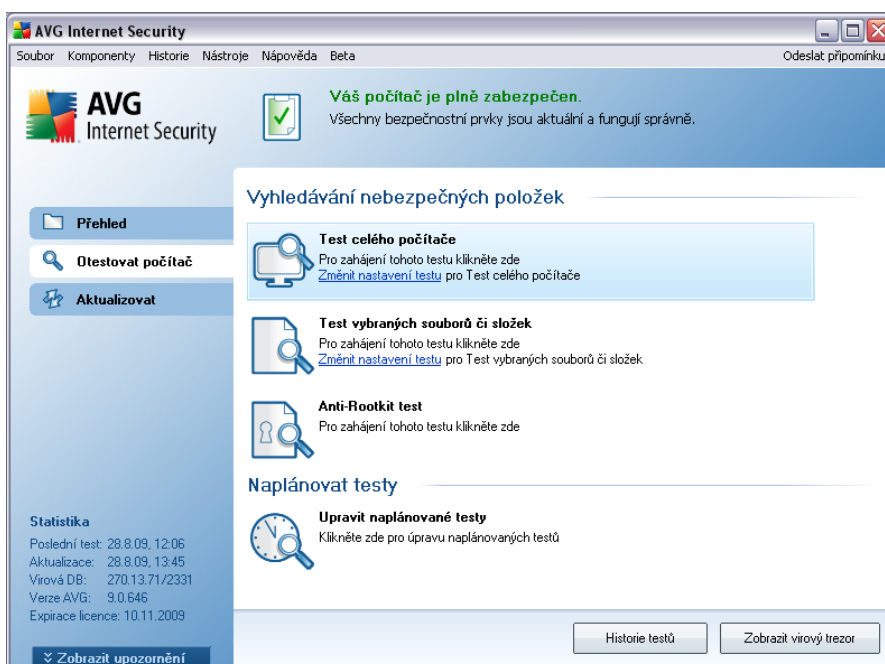 AVG Internet Security
Soubor Komponenty Historie Nástroje Nápověda Beta Odeslat připomínku
AVG
Internet Security
Váš počítač je plně zabezpečen.
Všechny bezpečnostní prvky jsou aktuální a fungují správně.
Přehled
Otestovat počítač
Aktualizovat
Vyhledávání nebezpečných položek
Test celého počítače
Pro zahájení tohoto testu klikněte zde
Změnit nastavení testu pro Test celého počítače
Test vybraných souborů či složek
Pro zahájení tohoto testu klikněte zde
Změnit nastavení testu pro Test vybraných souborů či složek
Anti-Rootkit test
Pro zahájení tohoto testu klikněte zde
Naplánovat testy
Upravit naplánované testy
Klikněte zde pro úpravu naplánovaných testů
Statistika
Poslední test: 28.8.09, 12:06
Aktualizace: 28.8.09, 13:45
Virová DB: 270.13.71/2331
Verze AVG: 9.0.646
Expirace licence: 10.11.2009
Zobrazit upozornění
Historie testů
Zobrazit virový trezor